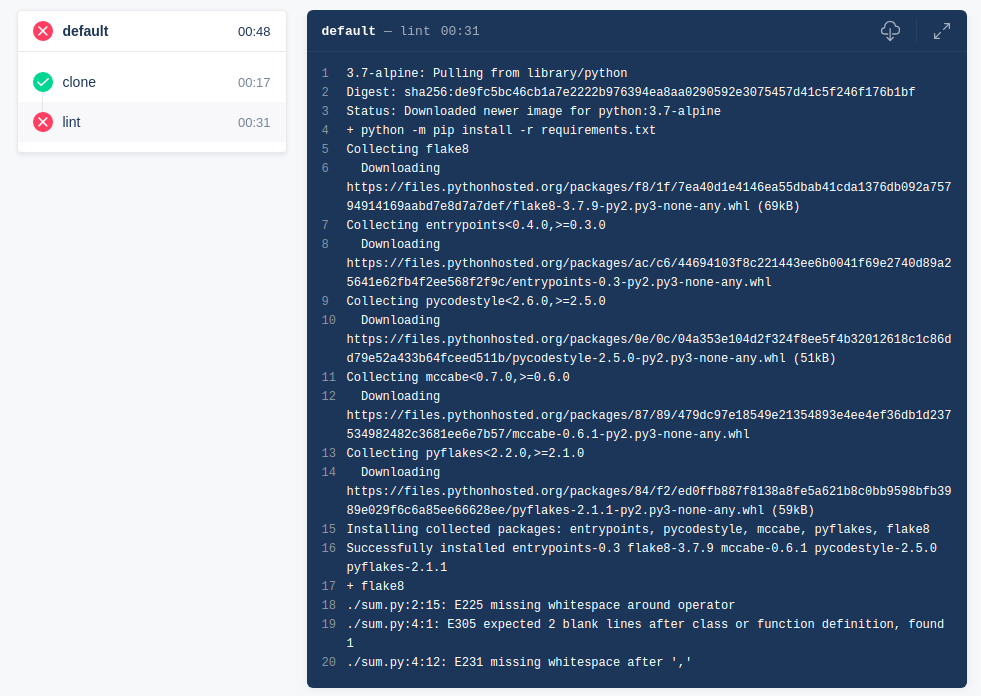 default 00:48
clone 00:17
lint 00:31
default — lint 00:31
1 3.7-alpine: Pulling from library/python
2 Digest: sha256:de9fc5bc46cb1a7e2222b976394ea8aa0290592e3075457d41c5f246f176b1bf
3 Status: Downloaded newer image for python:3.7-alpine
4 + python -m pip install -r requirements.txt
5 Collecting flake8
6 Downloading
https://files.pythonhosted.org/packages/f8/1f/7ea40d1e4146ea55dbab41cda1376db092a757
94914169aabd7e8d7a7def/flake8-3.7.9-py2.py3-none-any.whl (69kB)
7 Collecting entrypoints<0.4.0,>=0.3.0
8 Downloading
https://files.pythonhosted.org/packages/ac/c6/44694103f8c221443ee6b0041f69e2740d89a2
5641e62fb4f2ee568f2f9c/entrypoints-0.3-py2.py3-none-any.whl
9 Collecting pycodestyle<2.6.0,>=2.5.0
10 Downloading
https://files.pythonhosted.org/packages/0e/0c/04a353e104d2f324f8ee5f4b32012618c1c86d
d79e52a433b64fceed511b/pycodestyle-2.5.0-py2.py3-none-any.whl (51kB)
11 Collecting mccabe<0.7.0,>=0.6.0
12 Downloading
https://files.pythonhosted.org/packages/87/89/479dc97e18549e21354893e4ee4ef36db1d237
534982482c3681ee6e7b57/mccabe-0.6.1-py2.py3-none-any.whl
13 Collecting pyflakes<2.2.0,>=2.1.0
14 Downloading
https://files.pythonhosted.org/packages/84/f2/ed0ffb887f8138a8fe5a621b8c0bb9598bfb39
89e029f6c6a85ee66628ee/pyflakes-2.1.1-py2.py3-none-any.whl (59kB)
15 Installing collected packages: entrypoints, pycodestyle, mccabe, pyflakes, flake8
16 Successfully installed entrypoints-0.3 flake8-3.7.9 mccabe-0.6.1 pycodestyle-2.5.0
pyflakes-2.1.1
17 + flake8
18 ./sum.py:2:15: E225 missing whitespace around operator
19 ./sum.py:4:1: E305 expected 2 blank lines after class or function definition, found
1
20 ./sum.py:4:12: E231 missing whitespace after ','